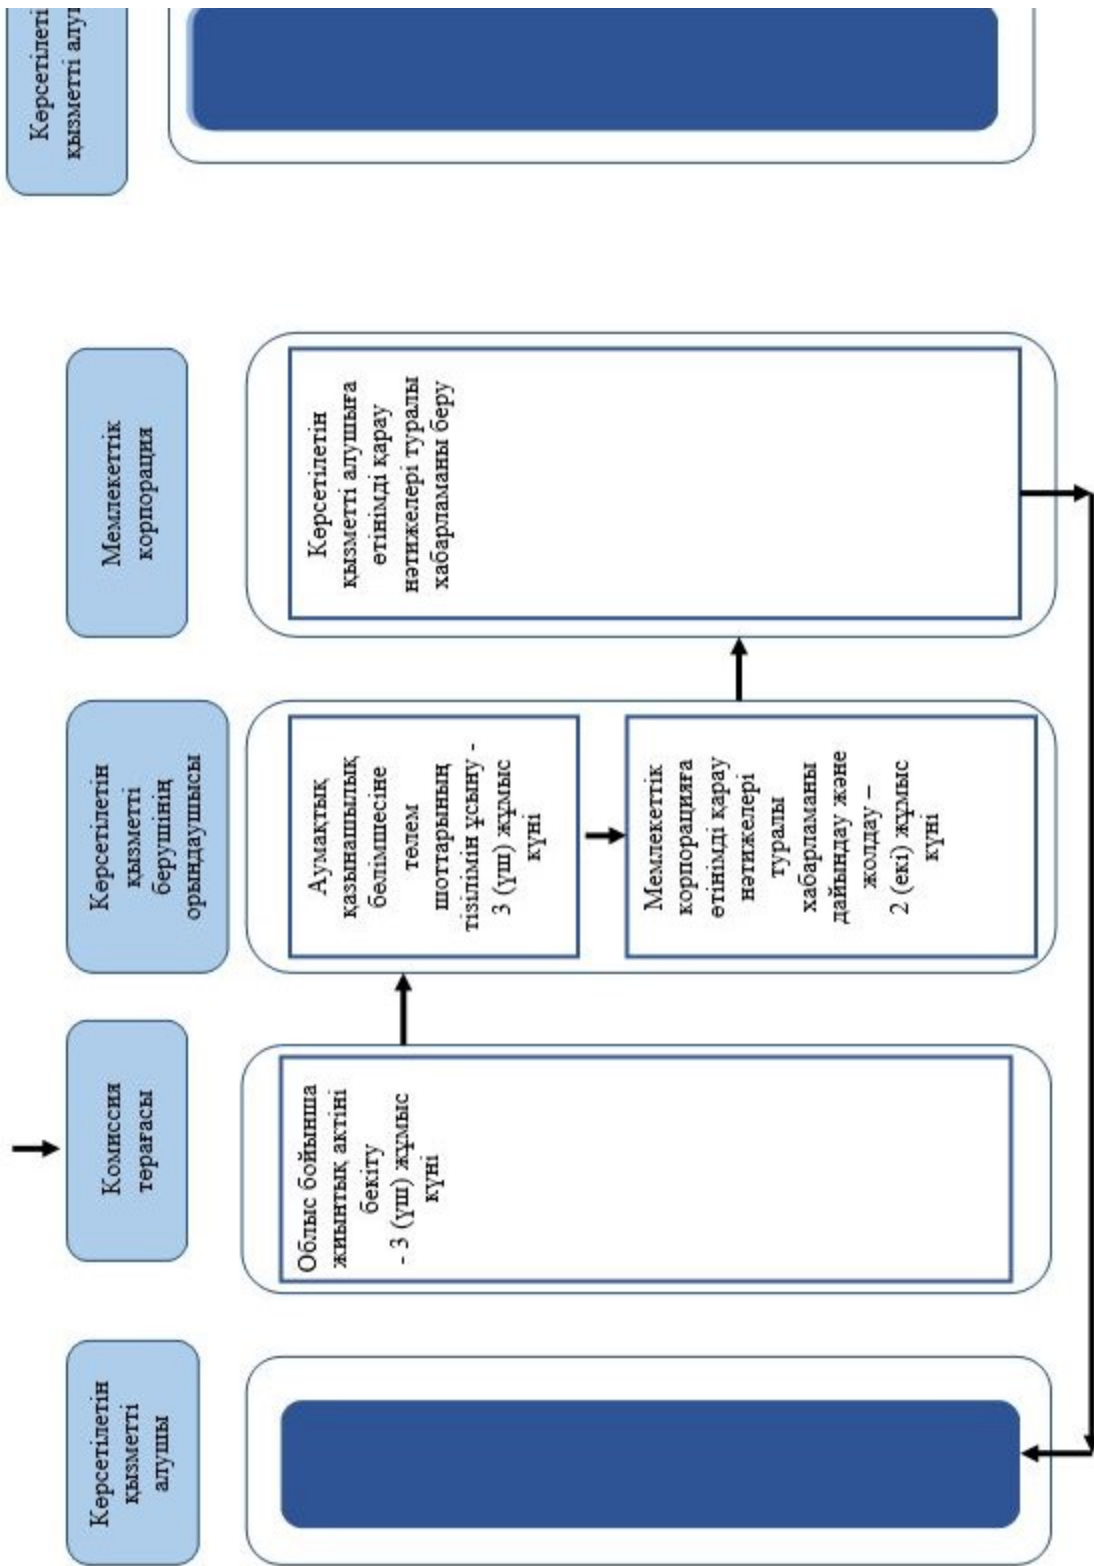 Көрсетілетін
қызметті
алушы
Комиссия
төрағасы
Көрсетілетін
қызметті
берушінің
орындаушысы
Мемлекеттік
корпорация
Облыс бойынша
жиынтық актіні
бекіту
- 3 (үш) жұмыс
күні
Аумақтық
қазынашылық
бөлімшесіне
төлем
шоттарының
тізілімін ұсыну -
3 (үш) жұмыс
күні
Мемлекеттік
корпорацияға
өтінімді қарау
нәтижелері
туралы
хабарламаны
дайындау және
жолдау –
2 (екі) жұмыс
күні
Көрсетілетін
қызметті алушыға
өтінімді қарау
нәтижелері туралы
хабарламаны беру
қызметті